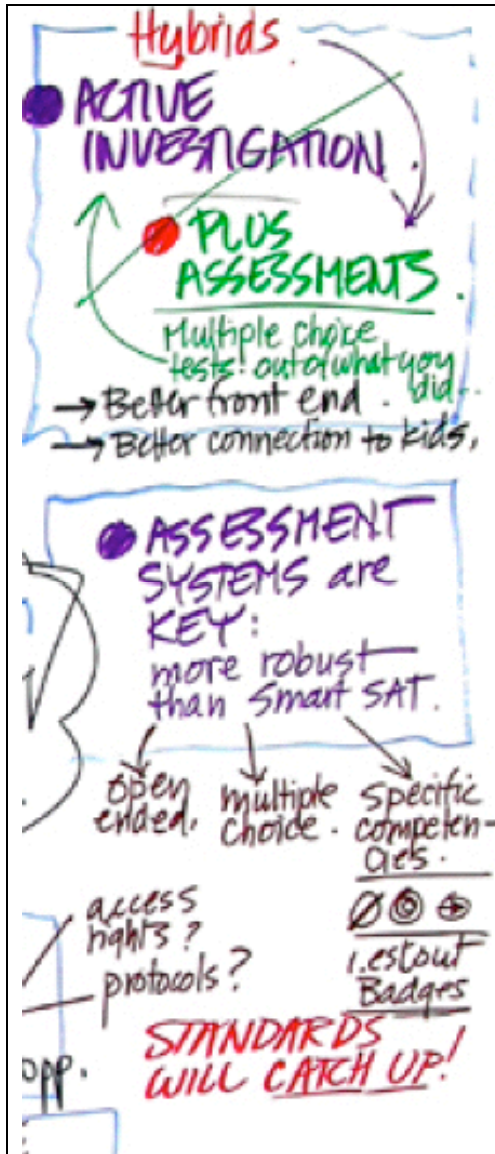 Hybrids.
ACTIVE
INVESTIGATION.
PLUS
ASSESSMENTS.
Multiple choice
tests! out of what you
did..
→ Better front end.
→ Better connection to kids,
ASSESSMENT
SYSTEMS are
KEY:
more robust
than Smart SAT.
open
ended,
multiple
choice.
specific
competen-
cies.
access
rights?
protocols?
Badges
STANDARDS
WILL CATCH UP!
opp.